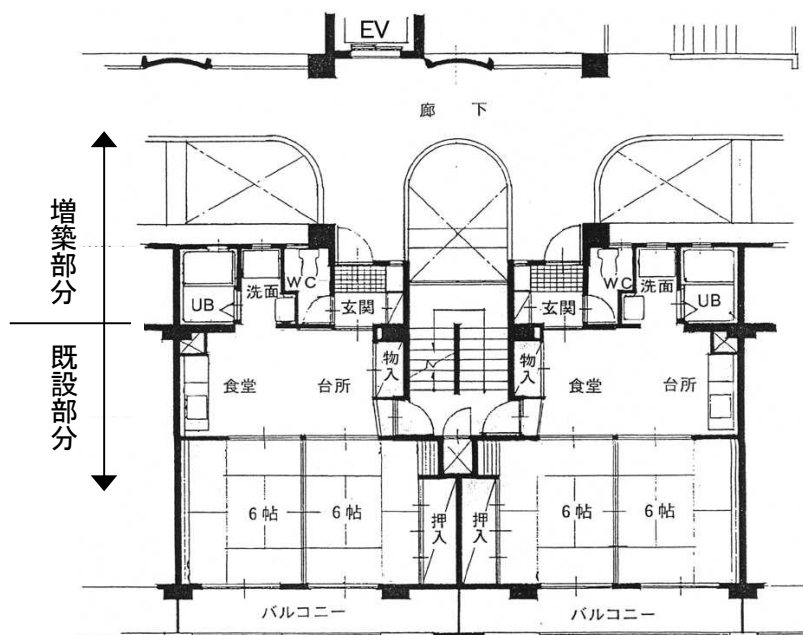 EV
廊 下
増築部分
既設部分
UB
洗面
WC
玄関
WC
洗面
UB
玄関
物入
物入
食堂 台所
食堂 台所
6帖
6帖
押入
押入
6帖
6帖
バルコニー
バルコニー